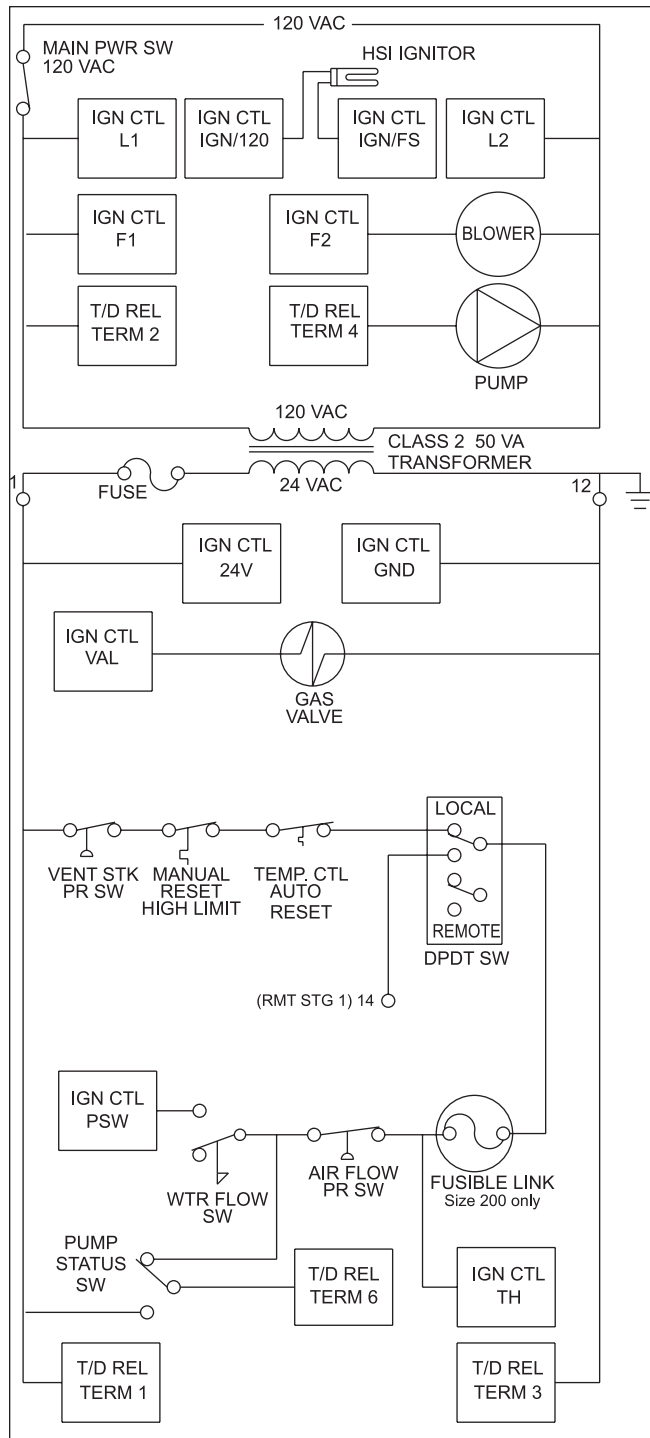 120 VAC
MAIN PWR SW
120 VAC
HSI IGNITOR
IGN CTL
L1
IGN CTL
IGN/120
IGN CTL
IGN/FS
IGN CTL
L2
IGN CTL
F1
IGN CTL
F2
BLOWER
T/D REL
TERM 2
T/D REL
TERM 4
PUMP
120 VAC
CLASS 2 50 VA
TRANSFORMER
1
FUSE
24 VAC
12
IGN CTL
24V
IGN CTL
GND
IGN CTL
VAL
GAS
VALVE
LOCAL
VENT STK
PR SW
MANUAL
RESET
HIGH LIMIT
TEMP. CTL
AUTO
RESET
REMOTE
DPDT SW
(RMT STG 1) 14
IGN CTL
PSW
WTR FLOW
SW
AIR FLOW
PR SW
FUSIBLE LINK
Size 200 only
PUMP
STATUS
SW
T/D REL
TERM 6
IGN CTL
TH
T/D REL
TERM 1
T/D REL
TERM 3